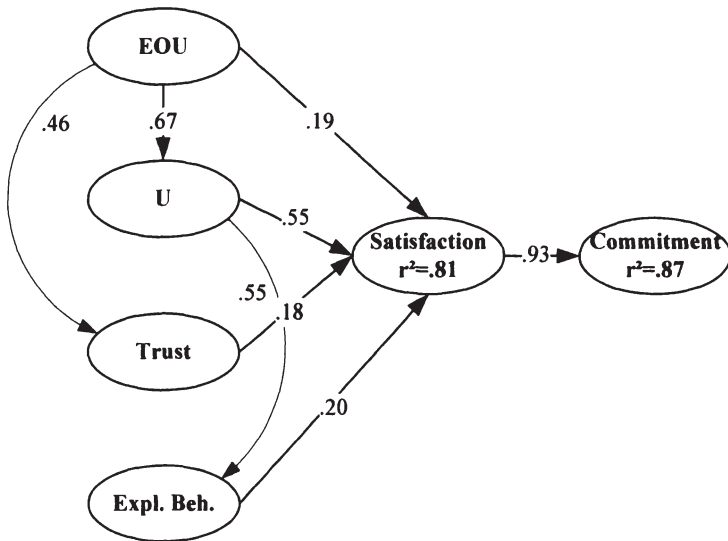 EOU
.46
.67
.19
U
.55
Satisfaction
r²=.81
.93
Commitment
r²=.87
.55
.18
Trust
.20
Expl. Beh.